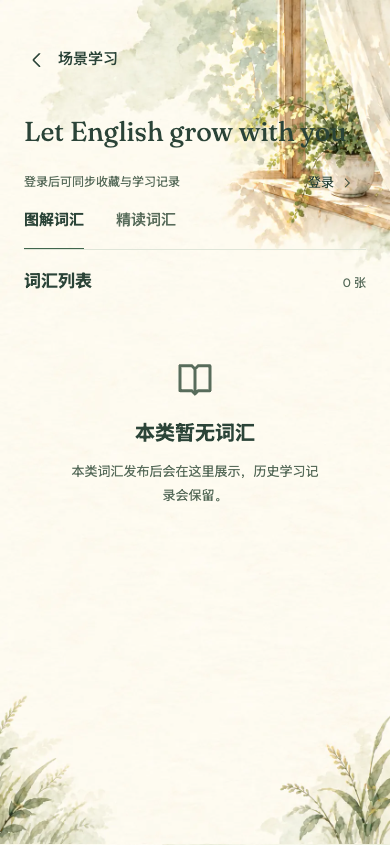 场景学习
Let English grow with you.
登录后可同步收藏与学习记录
登录
图解词汇
精读词汇
词汇列表
0 张
本类暂无词汇
本类词汇发布后会在这里展示，历史学习记
录会保留。